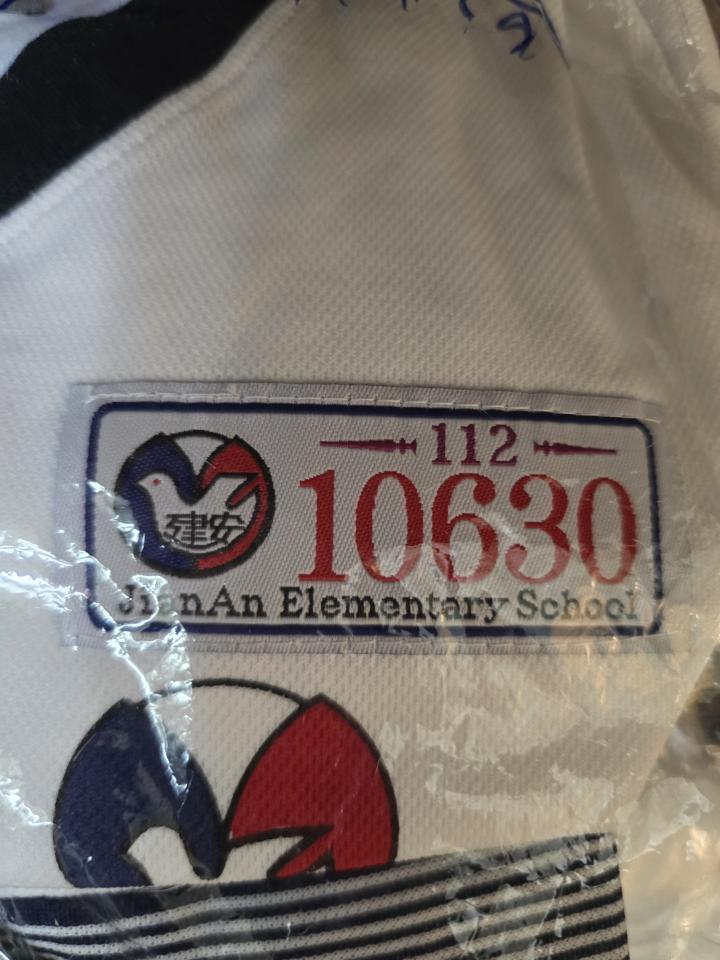 112
10630
建安
JianAn Elementary School